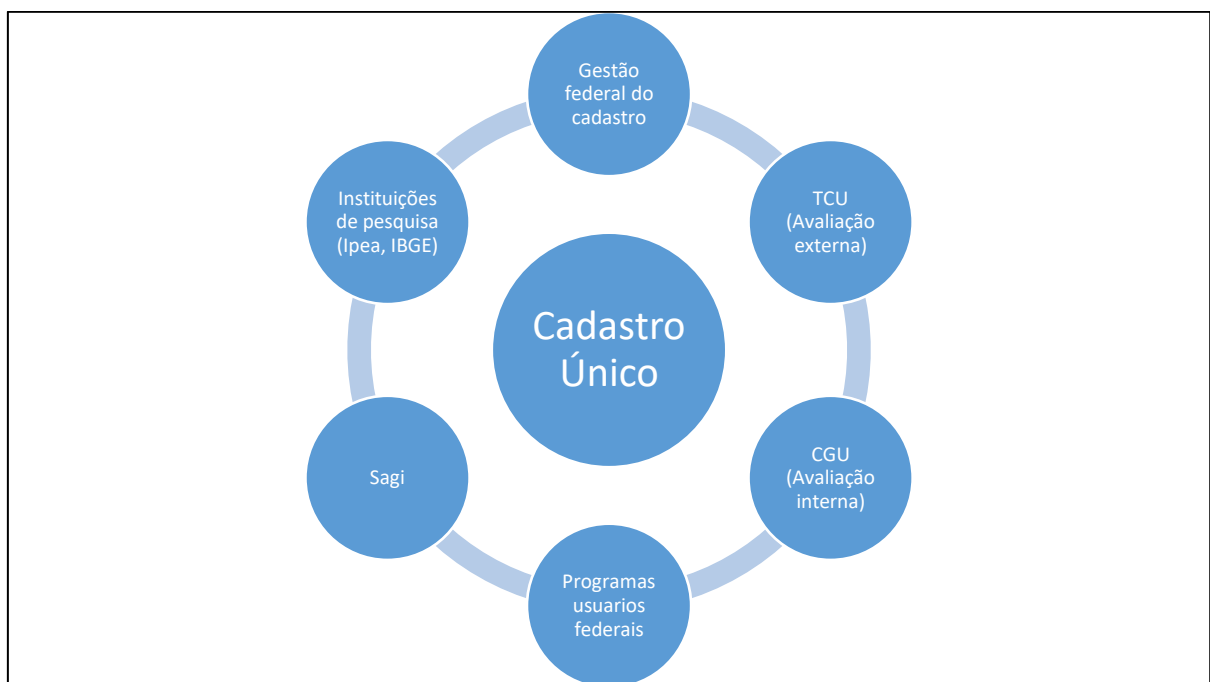 Gestão
federal do
cadastro
TCU
(Avaliação
externa)
CGU
(Avaliação
interna)
Programas
usuarios
federais
Sagi
Instituições
de pesquisa
(Ipea, IBGE)
Cadastro
Único